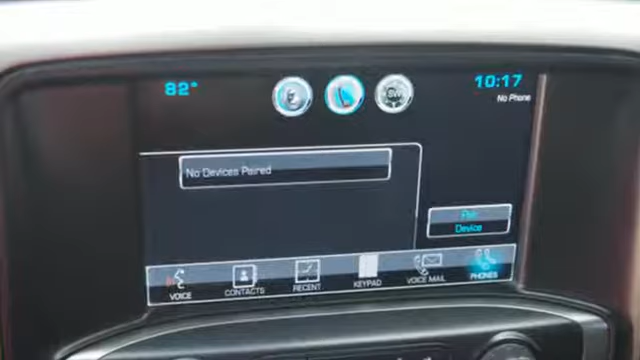 82°
10:17
No Phone
No Devices Paired
Pair
Device
VOICE
CONTACTS
RECENT
KEYPAD
VOICE MAIL
PHONES